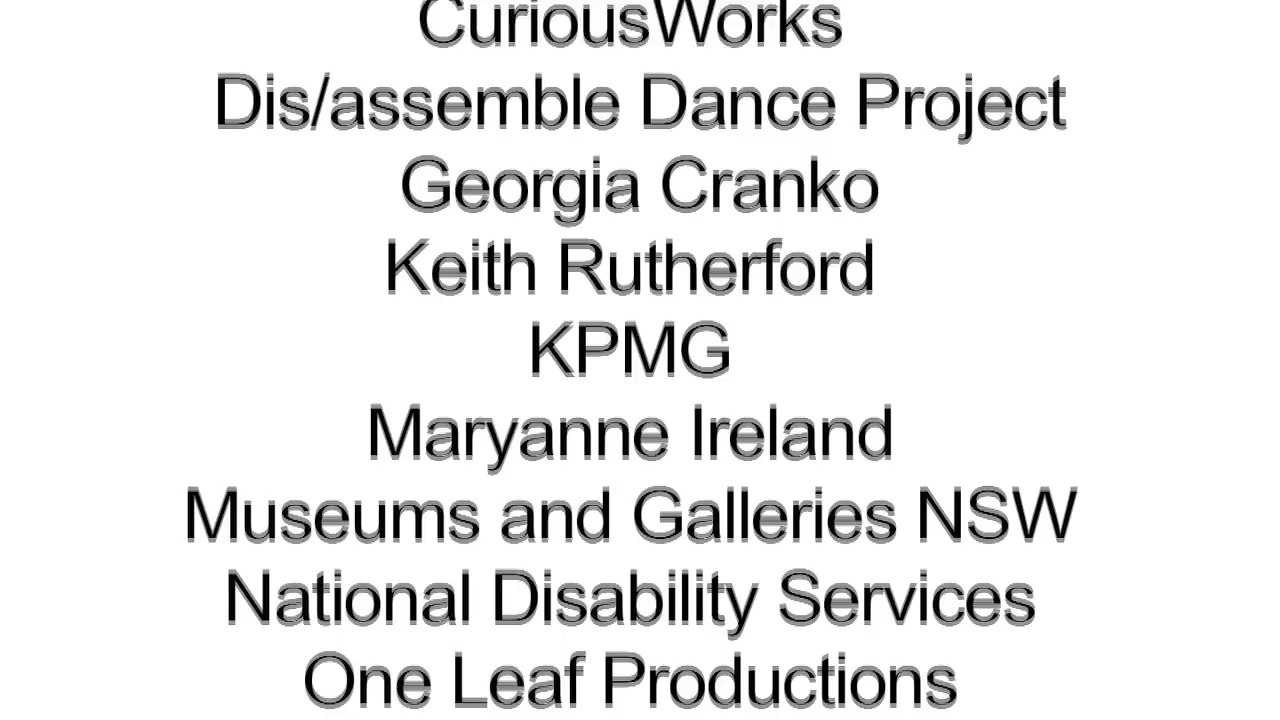 CuriousWorks
Dis/assemble Dance Project
Georgia Cranko
Keith Rutherford
KPMG
Maryanne Ireland
Museums and Galleries NSW
National Disability Services
One Leaf Productions